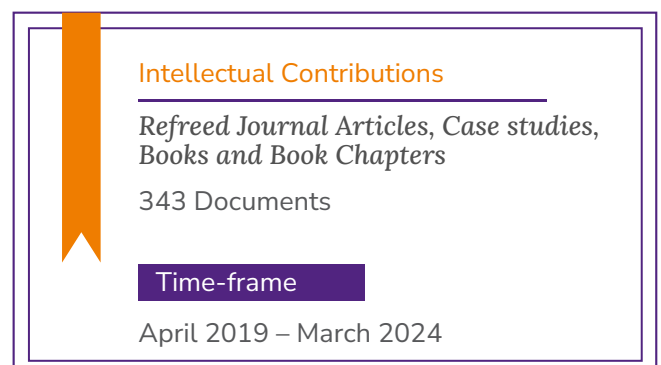 Intellectual Contributions
Refreed Journal Articles, Case studies,
Books and Book Chapters
343 Documents
Time-frame
April 2019 – March 2024